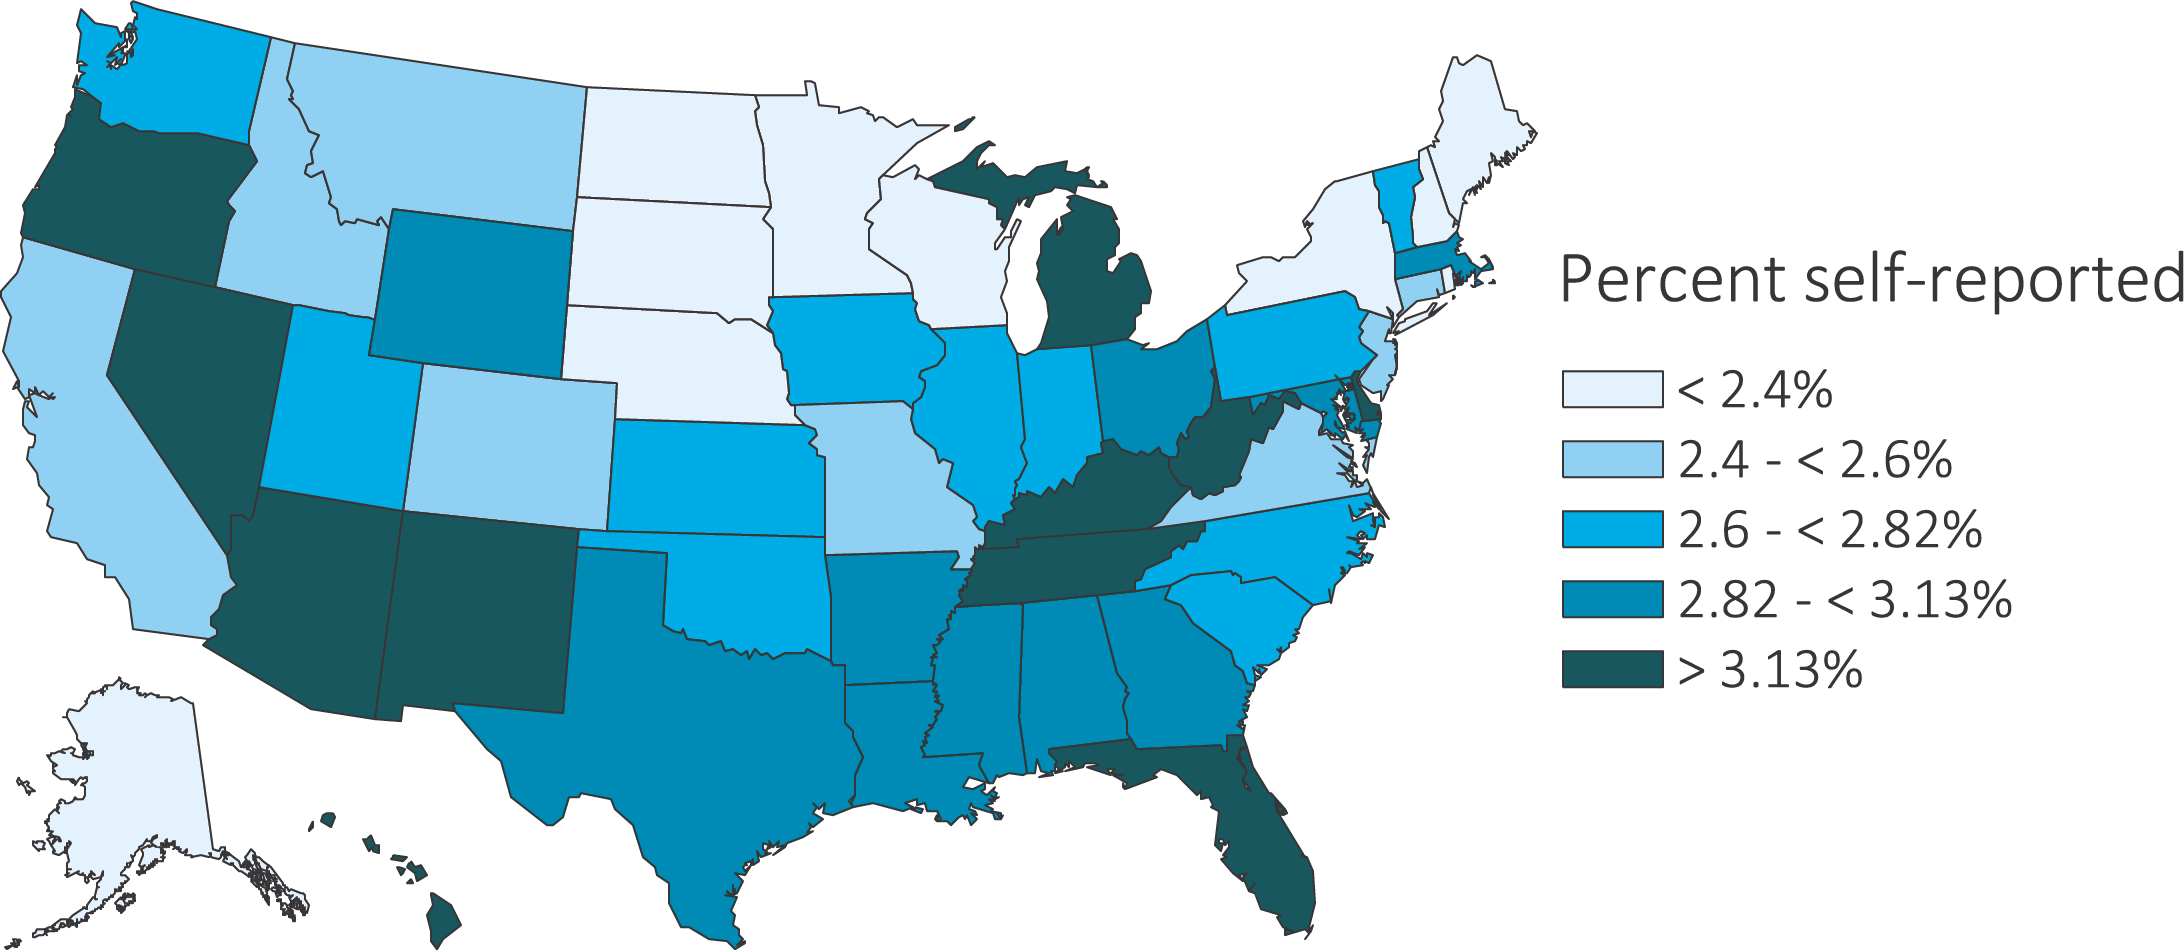 Percent self-reported
< 2.4%
2.4 - < 2.6%
2.6 - < 2.82%
2.82 - < 3.13%
> 3.13%